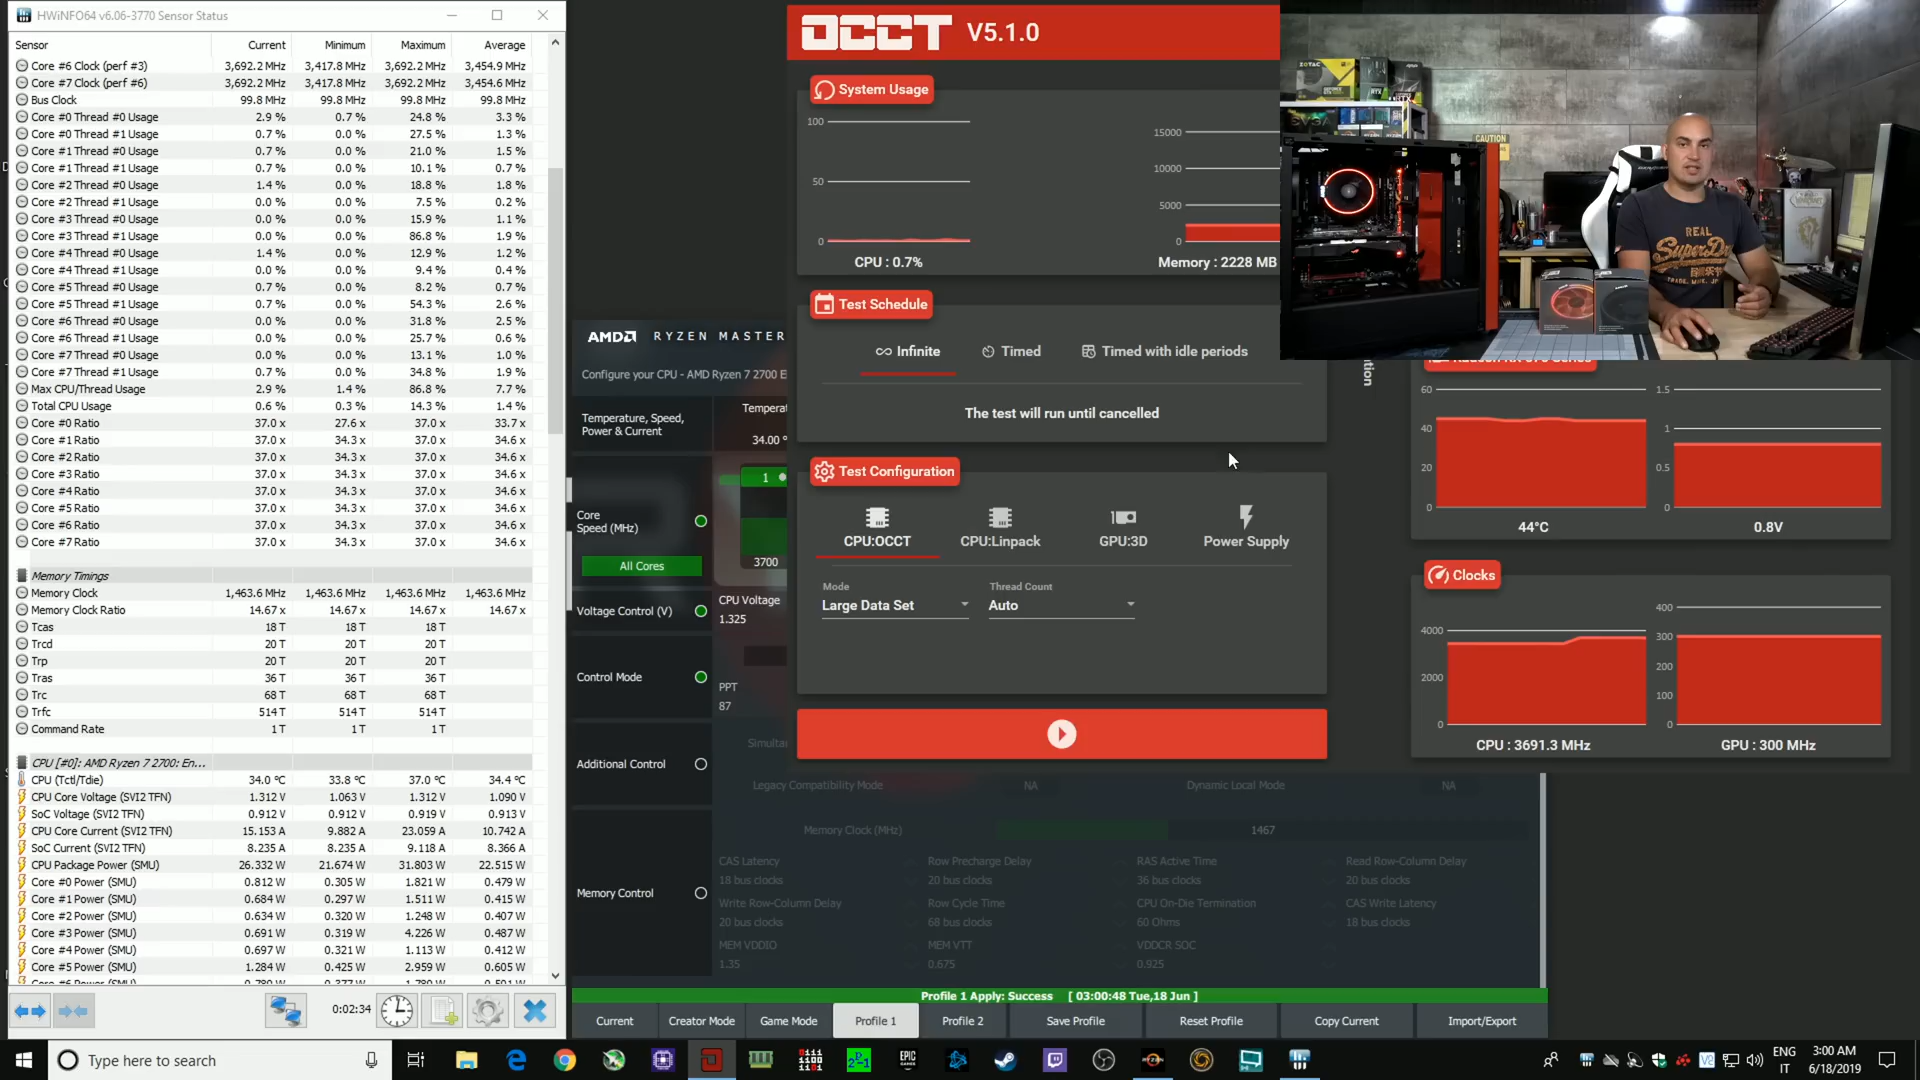 HWiNFO64 v6.06-3770 Sensor Status
Sensor Current Minimum Maximum Average
Core #6 Clock (perf #3) 3,692.2 MHz 3,417.8 MHz 3,692.2 MHz 3,454.9 MHz
Core #7 Clock (perf #6) 3,692.2 MHz 3,417.8 MHz 3,692.2 MHz 3,454.6 MHz
Bus Clock 99.8 MHz 99.8 MHz 99.8 MHz 99.8 MHz
Core #0 Thread #0 Usage 2.9 % 0.7 % 24.8 % 3.3 %
Core #0 Thread #1 Usage 0.7 % 0.0 % 27.5 % 1.3 %
Core #1 Thread #0 Usage 0.7 % 0.0 % 21.0 % 1.5 %
Core #1 Thread #1 Usage 0.7 % 0.0 % 10.1 % 0.7 %
Core #2 Thread #0 Usage 1.4 % 0.0 % 18.8 % 1.8 %
Core #2 Thread #1 Usage 0.0 % 0.0 % 7.5 % 0.2 %
Core #3 Thread #0 Usage 0.0 % 0.0 % 15.9 % 1.1 %
Core #3 Thread #1 Usage 0.0 % 0.0 % 86.8 % 1.9 %
Core #4 Thread #0 Usage 1.4 % 0.0 % 12.9 % 1.2 %
Core #4 Thread #1 Usage 0.0 % 0.0 % 9.4 % 0.4 %
Core #5 Thread #0 Usage 0.7 % 0.0 % 8.2 % 0.7 %
Core #5 Thread #1 Usage 0.7 % 0.0 % 54.3 % 2.6 %
Core #6 Thread #0 Usage 0.0 % 0.0 % 31.8 % 2.5 %
Core #6 Thread #1 Usage 0.0 % 0.0 % 25.7 % 0.6 %
Core #7 Thread #0 Usage 0.0 % 0.0 % 13.1 % 1.0 %
Core #7 Thread #1 Usage 0.7 % 0.0 % 34.8 % 1.9 %
Max CPU/Thread Usage 2.9 % 1.4 % 86.8 % 7.7 %
Total CPU Usage 0.6 % 0.3 % 14.3 % 1.4 %
Core #0 Ratio 37.0 x 27.6 x 37.0 x 33.7 x
Core #1 Ratio 37.0 x 34.3 x 37.0 x 34.6 x
Core #2 Ratio 37.0 x 34.3 x 37.0 x 34.6 x
Core #3 Ratio 37.0 x 34.3 x 37.0 x 34.6 x
Core #4 Ratio 37.0 x 34.3 x 37.0 x 34.6 x
Core #5 Ratio 37.0 x 34.3 x 37.0 x 34.6 x
Core #6 Ratio 37.0 x 34.3 x 37.0 x 34.6 x
Core #7 Ratio 37.0 x 34.3 x 37.0 x 34.6 x
Memory Timings
Memory Clock 1,463.6 MHz 1,463.6 MHz 1,463.6 MHz 1,463.6 MHz
Memory Clock Ratio 14.67 x 14.67 x 14.67 x 14.67 x
Tcas 18 T 18 T 18 T
Trcd 20 T 20 T 20 T
Trp 20 T 20 T 20 T
Tras 36 T 36 T 36 T
Trc 68 T 68 T 68 T
Trfc 514 T 514 T 514 T
Command Rate 1 T 1 T 1 T
CPU [#0]: AMD Ryzen 7 2700: En...
CPU (Tctl/Tdie) 34.0 °C 33.8 °C 37.0 °C 34.4 °C
CPU Core Voltage (SVI2 TFN) 1.312 V 1.063 V 1.312 V 1.090 V
SoC Voltage (SVI2 TFN) 0.912 V 0.912 V 0.919 V 0.913 V
CPU Core Current (SVI2 TFN) 15.153 A 9.882 A 23.059 A 10.742 A
SoC Current (SVI2 TFN) 8.235 A 8.235 A 9.118 A 8.366 A
CPU Package Power (SMU) 26.332 W 21.674 W 31.803 W 22.515 W
Core #0 Power (SMU) 0.812 W 0.305 W 1.821 W 0.479 W
Core #1 Power (SMU) 0.684 W 0.297 W 1.511 W 0.415 W
Core #2 Power (SMU) 0.634 W 0.320 W 1.248 W 0.407 W
Core #3 Power (SMU) 0.691 W 0.319 W 4.226 W 0.487 W
Core #4 Power (SMU) 0.697 W 0.321 W 1.113 W 0.412 W
Core #5 Power (SMU) 1.284 W 0.425 W 2.959 W 0.605 W
0:02:34
OCCT V5.1.0
System Usage
100
50
0
CPU : 0.7%
15000
10000
5000
0
Memory : 2228 MB
Test Schedule
Infinite Timed Timed with idle periods
The test will run until cancelled
Test Configuration
CPU:OCCT CPU:Linpack GPU:3D Power Supply
Mode Thread Count
Large Data Set Auto
ZOTAC
CAUTION
REAL
SuperDry
60
40
20
0
44°C
1.5
1
0.5
0
0.8V
Clocks
4000
2000
0
CPU : 3691.3 MHz
400
300
200
100
0
GPU : 300 MHz
AMD RYZEN MASTER
Configure your CPU - AMD Ryzen 7 2700 E
Temperature, Speed,
Power & Current
Temperat
34.00 °
1
Core
Speed (MHz)
All Cores
3700
Voltage Control (V)
CPU Voltage
1.325
Control Mode
PPT
87
Simultan
Additional Control
Legacy Compatibility Mode NA Dynamic Local Mode NA
Memory Clock (MHz) 1467
Memory Control
CAS Latency Row Precharge Delay RAS Active Time Read Row-Column Delay
18 bus clocks 20 bus clocks 36 bus clocks 20 bus clocks
Write Row-Column Delay Row Cycle Time CPU On-Die Termination CAS Write Latency
20 bus clocks 68 bus clocks 60 Ohms 18 bus clocks
MEM VDDIO MEM VTT VDDCR SOC
1.35 0.675 0.925
Profile 1 Apply: Success [ 03:00:48 Tue,18 Jun ]
Current Creator Mode Game Mode Profile 1 Profile 2 Save Profile Reset Profile Copy Current Import/Export
Type here to search
EPIC
ENG
IT
3:00 AM
6/18/2019